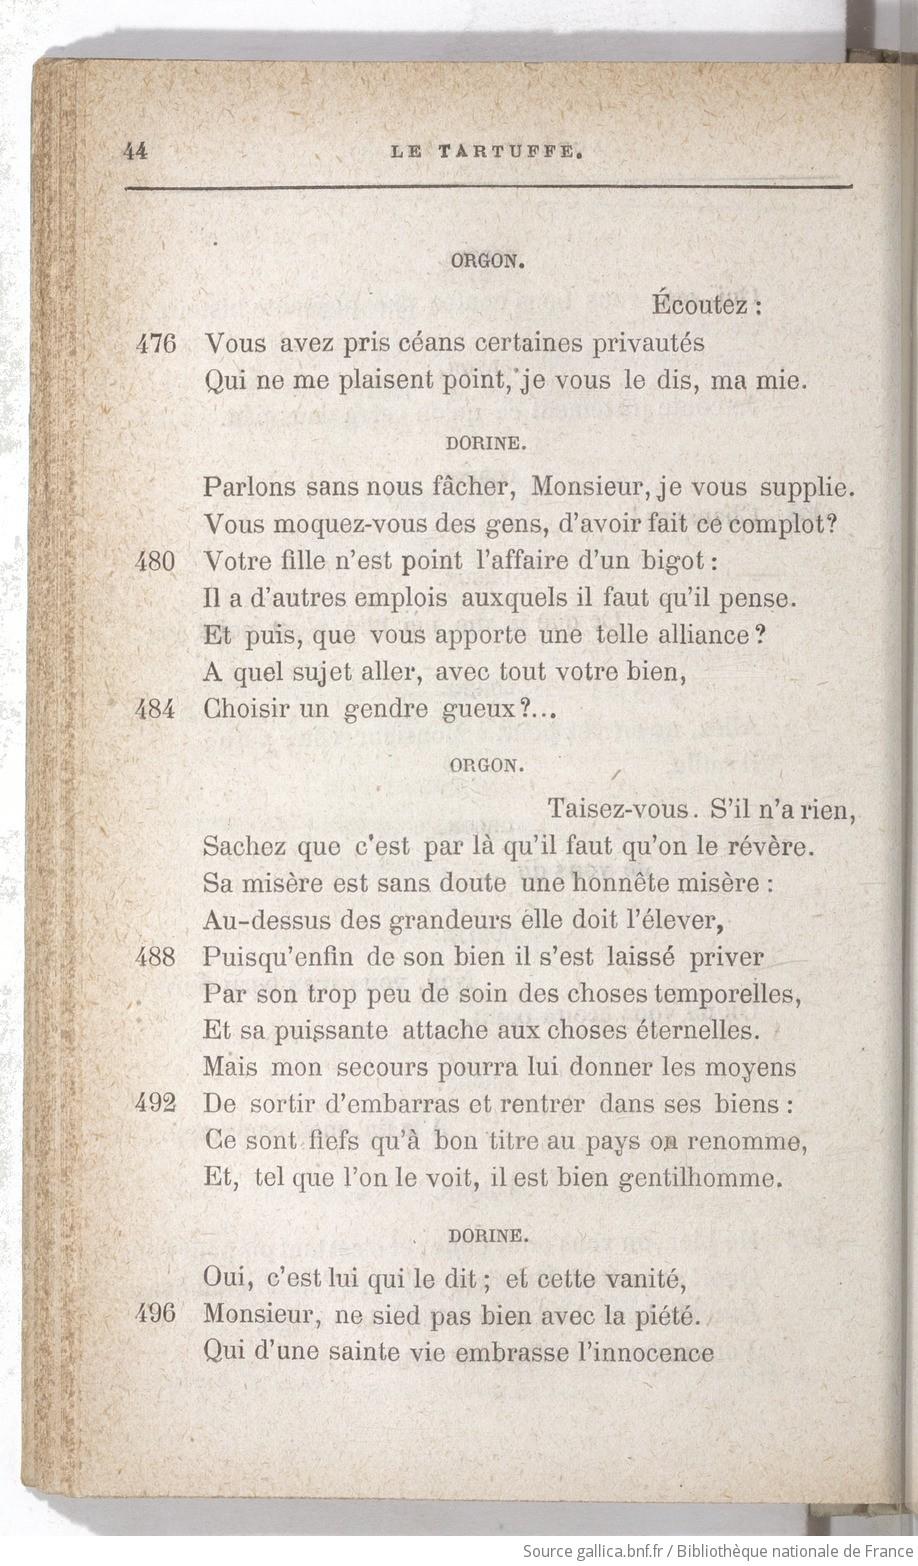 44
LE TARTUFFE.
ORGON.
Écoutez :
476 Vous avez pris céans certaines privautés
Qui ne me plaisent point, je vous le dis, ma mie.
DORINE.
Parlons sans nous fâcher, Monsieur, je vous supplie.
Vous moquez-vous des gens, d'avoir fait ce complot?
480 Votre fille n'est point l'affaire d'un bigot :
Il a d'autres emplois auxquels il faut qu'il pense.
Et puis, que vous apporte une telle alliance ?
A quel sujet aller, avec tout votre bien,
484 Choisir un gendre gueux ?...
ORGON.
Taisez-vous. S'il n'a rien,
Sachez que c'est par là qu'il faut qu'on le révère.
Sa misère est sans doute une honnête misère :
Au-dessus des grandeurs elle doit l'élever,
488 Puisqu'enfin de son bien il s'est laissé priver
Par son trop peu de soin des choses temporelles,
Et sa puissante attache aux choses éternelles.
Mais mon secours pourra lui donner les moyens
492 De sortir d'embarras et rentrer dans ses biens :
Ce sont fiefs qu'à bon titre au pays on renomme,
Et, tel que l'on le voit, il est bien gentilhomme.
DORINE.
Oui, c'est lui qui le dit ; et cette vanité,
496 Monsieur, ne sied pas bien avec la piété.
Qui d'une sainte vie embrasse l'innocence
Source gallica.bnf.fr / Bibliothèque nationale de France